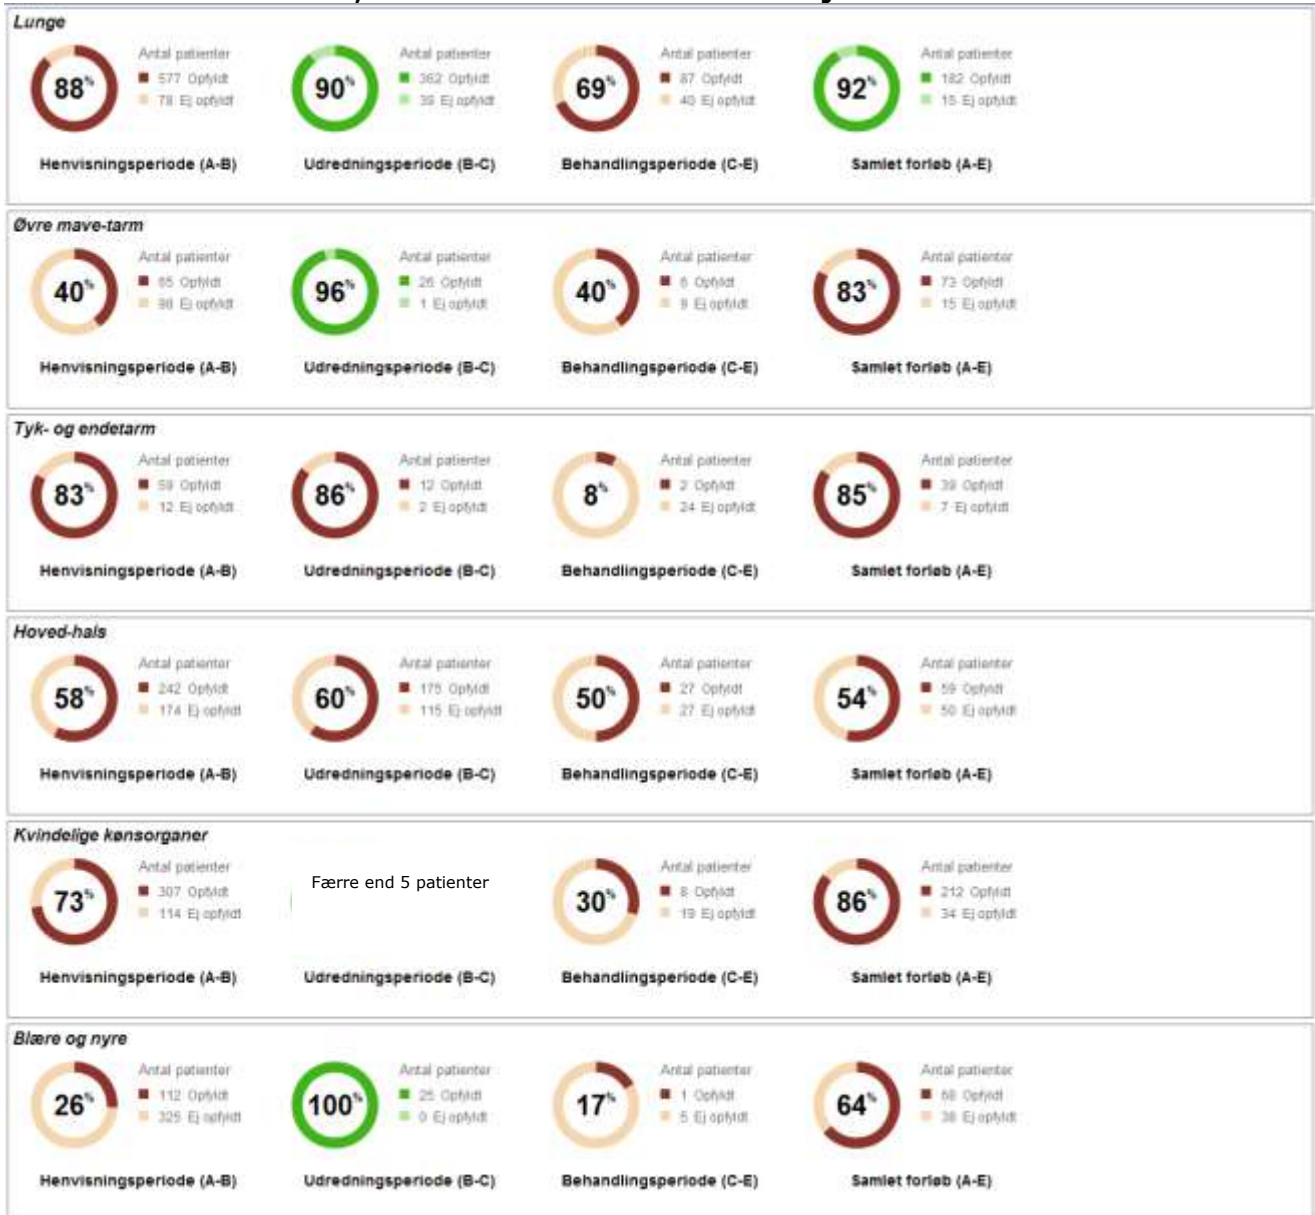 Lunge
88%
Antal patienter
577 Opfyldt
78 Ej opfyldt
Henvisningsperiode (A-B)
90%
Antal patienter
362 Opfyldt
39 Ej opfyldt
Udredningsperiode (B-C)
69%
Antal patienter
87 Opfyldt
40 Ej opfyldt
Behandlingsperiode (C-E)
92%
Antal patienter
182 Opfyldt
15 Ej opfyldt
Samlet forløb (A-E)
Øvre mave-tarm
40%
Antal patienter
65 Opfyldt
98 Ej opfyldt
Henvisningsperiode (A-B)
96%
Antal patienter
26 Opfyldt
1 Ej opfyldt
Udredningsperiode (B-C)
40%
Antal patienter
6 Opfyldt
9 Ej opfyldt
Behandlingsperiode (C-E)
83%
Antal patienter
73 Opfyldt
15 Ej opfyldt
Samlet forløb (A-E)
Tyk- og endetarm
83%
Antal patienter
59 Opfyldt
12 Ej opfyldt
Henvisningsperiode (A-B)
86%
Antal patienter
12 Opfyldt
2 Ej opfyldt
Udredningsperiode (B-C)
8%
Antal patienter
2 Opfyldt
24 Ej opfyldt
Behandlingsperiode (C-E)
85%
Antal patienter
39 Opfyldt
7 Ej opfyldt
Samlet forløb (A-E)
Hoved-hals
58%
Antal patienter
242 Opfyldt
174 Ej opfyldt
Henvisningsperiode (A-B)
60%
Antal patienter
175 Opfyldt
115 Ej opfyldt
Udredningsperiode (B-C)
50%
Antal patienter
27 Opfyldt
27 Ej opfyldt
Behandlingsperiode (C-E)
54%
Antal patienter
59 Opfyldt
50 Ej opfyldt
Samlet forløb (A-E)
Kvindelige kønsorganer
73%
Antal patienter
307 Opfyldt
114 Ej opfyldt
Henvisningsperiode (A-B)
Færre end 5 patienter
Udredningsperiode (B-C)
30%
Antal patienter
8 Opfyldt
19 Ej opfyldt
Behandlingsperiode (C-E)
86%
Antal patienter
212 Opfyldt
34 Ej opfyldt
Samlet forløb (A-E)
Blære og nyre
26%
Antal patienter
112 Opfyldt
325 Ej opfyldt
Henvisningsperiode (A-B)
100%
Antal patienter
25 Opfyldt
0 Ej opfyldt
Udredningsperiode (B-C)
17%
Antal patienter
1 Opfyldt
5 Ej opfyldt
Behandlingsperiode (C-E)
64%
Antal patienter
68 Opfyldt
38 Ej opfyldt
Samlet forløb (A-E)